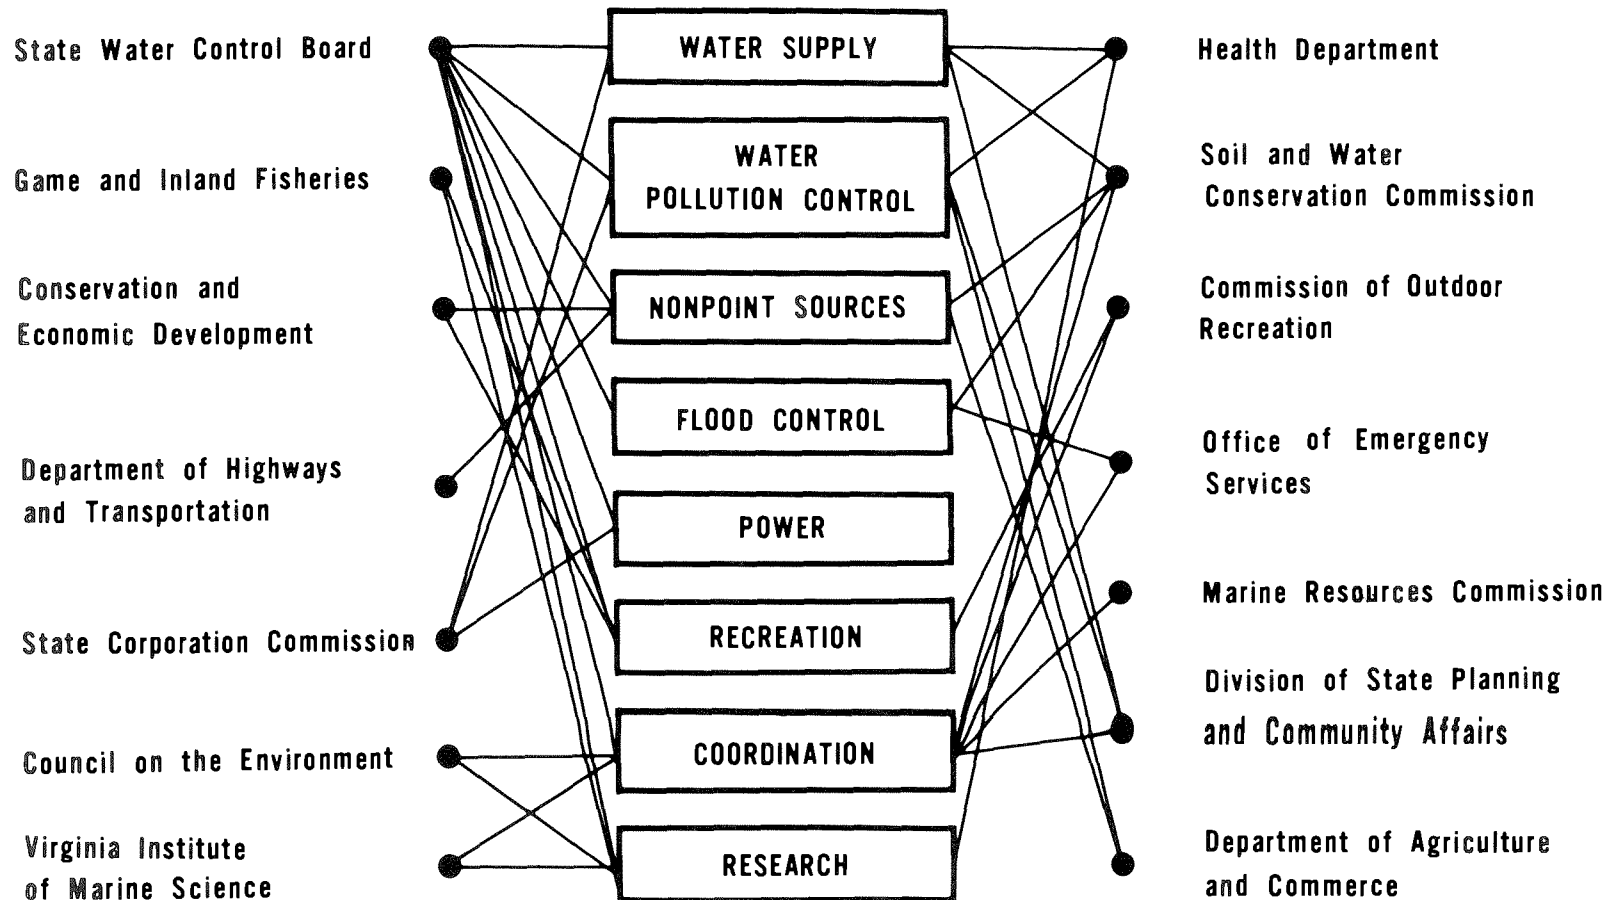 State Water Control Board
Game and Inland Fisheries
Conservation and
Economic Development
Department of Highways
and Transportation
State Corporation Commission
Council on the Environment
Virginia Institute
of Marine Science
WATER SUPPLY
WATER
POLLUTION CONTROL
NONPOINT SOURCES
FLOOD CONTROL
POWER
RECREATION
COORDINATION
RESEARCH
Health Department
Soil and Water
Conservation Commission
Commission of Outdoor
Recreation
Office of Emergency
Services
Marine Resources Commission
Division of State Planning
and Community Affairs
Department of Agriculture
and Commerce